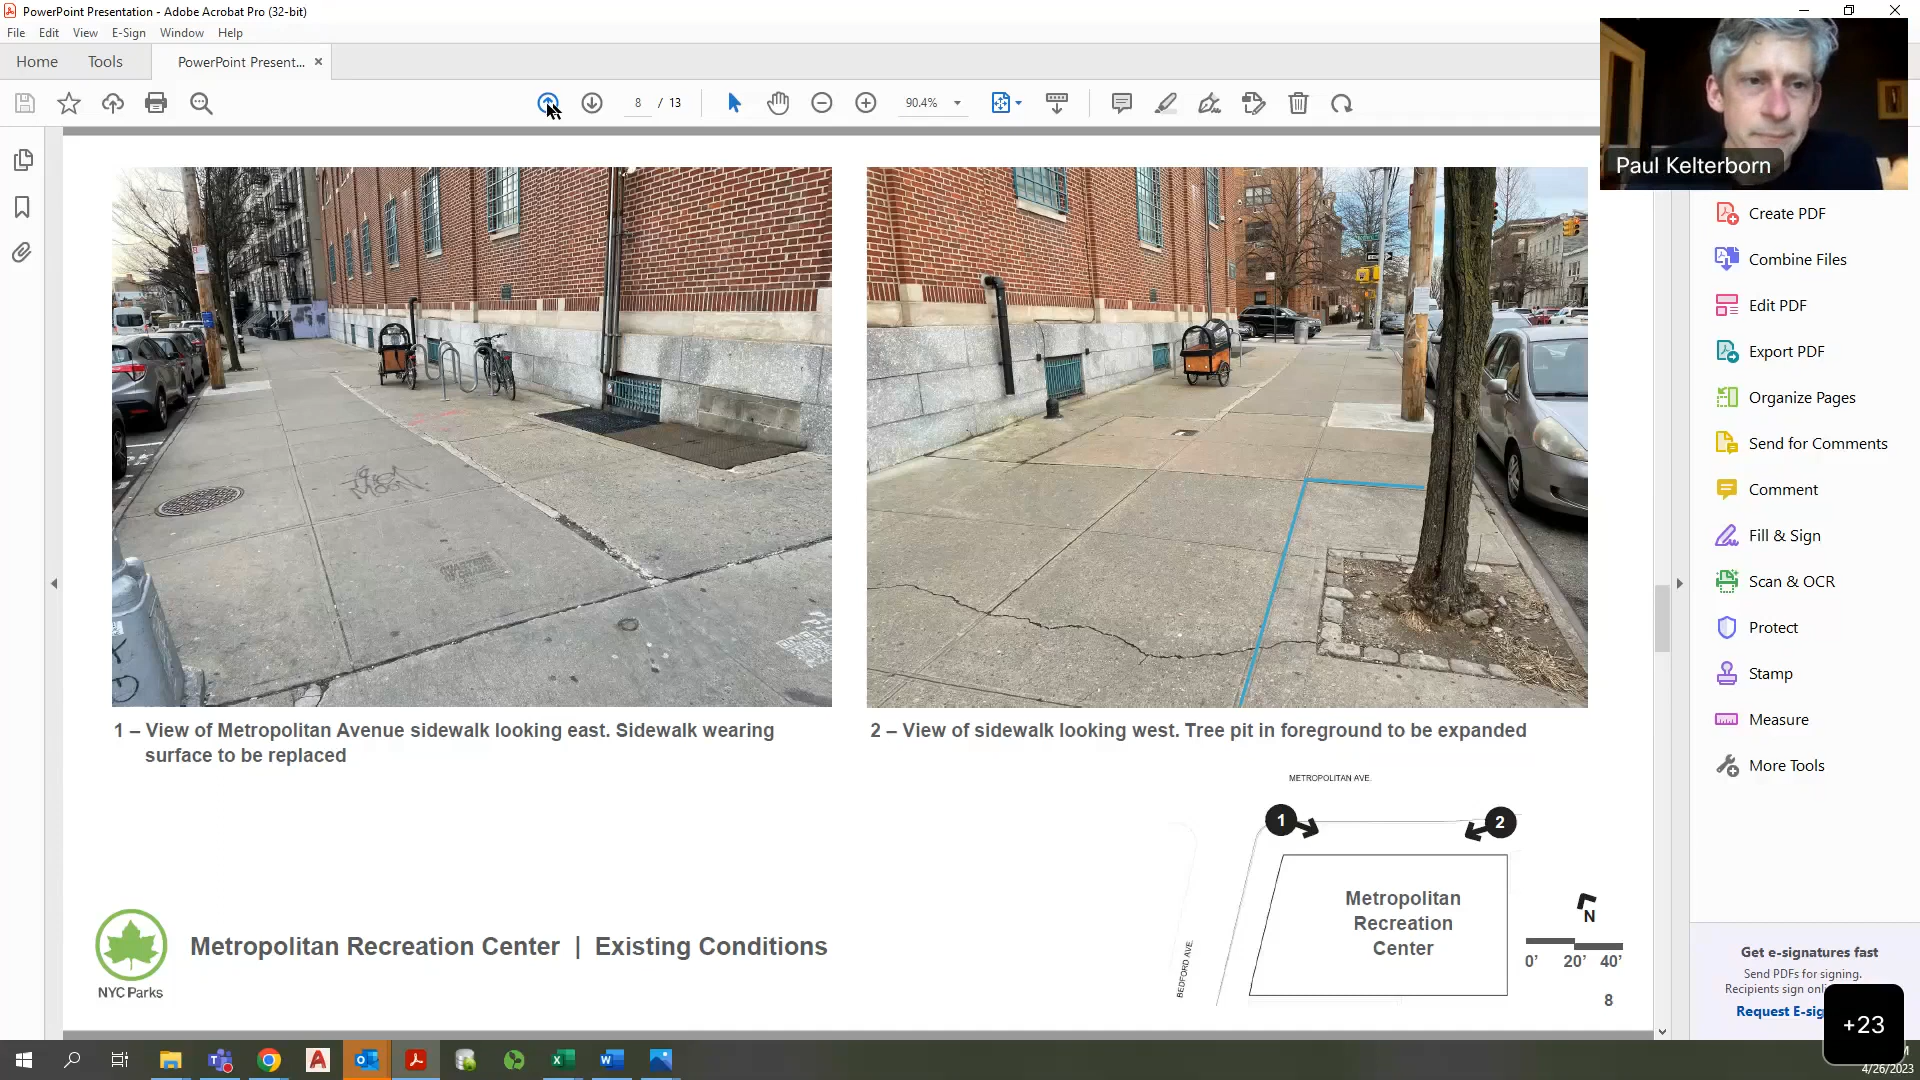 PowerPoint Presentation - Adobe Acrobat Pro (32-bit)
File Edit View E-Sign Window Help
Home Tools PowerPoint Present... ×
8 / 13 90.4%
Paul Kelterborn
Create PDF
Combine Files
Edit PDF
Export PDF
Organize Pages
Send for Comments
Comment
Fill & Sign
Scan & OCR
Protect
Stamp
Measure
More Tools
1 – View of Metropolitan Avenue sidewalk looking east. Sidewalk wearing
surface to be replaced
2 – View of sidewalk looking west. Tree pit in foreground to be expanded
METROPOLITAN AVE.
1
2
BEDFORD AVE.
Metropolitan
Recreation
Center
N
0' 20' 40'
8
NYC Parks
Metropolitan Recreation Center | Existing Conditions
Get e-signatures fast
Send PDFs for signing.
Recipients sign
Request
+23
4/26/2023